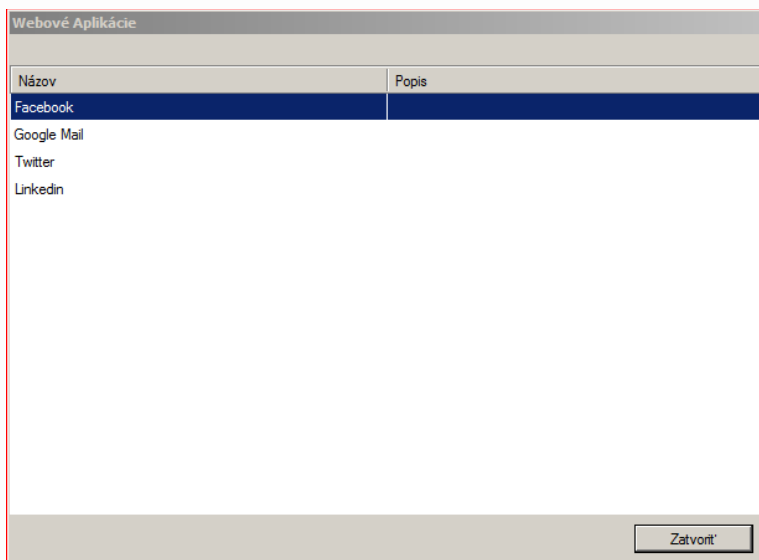 Webové Aplikácie
Názov Popis
Facebook
Google Mail
Twitter
Linkedin
Zatvoriť